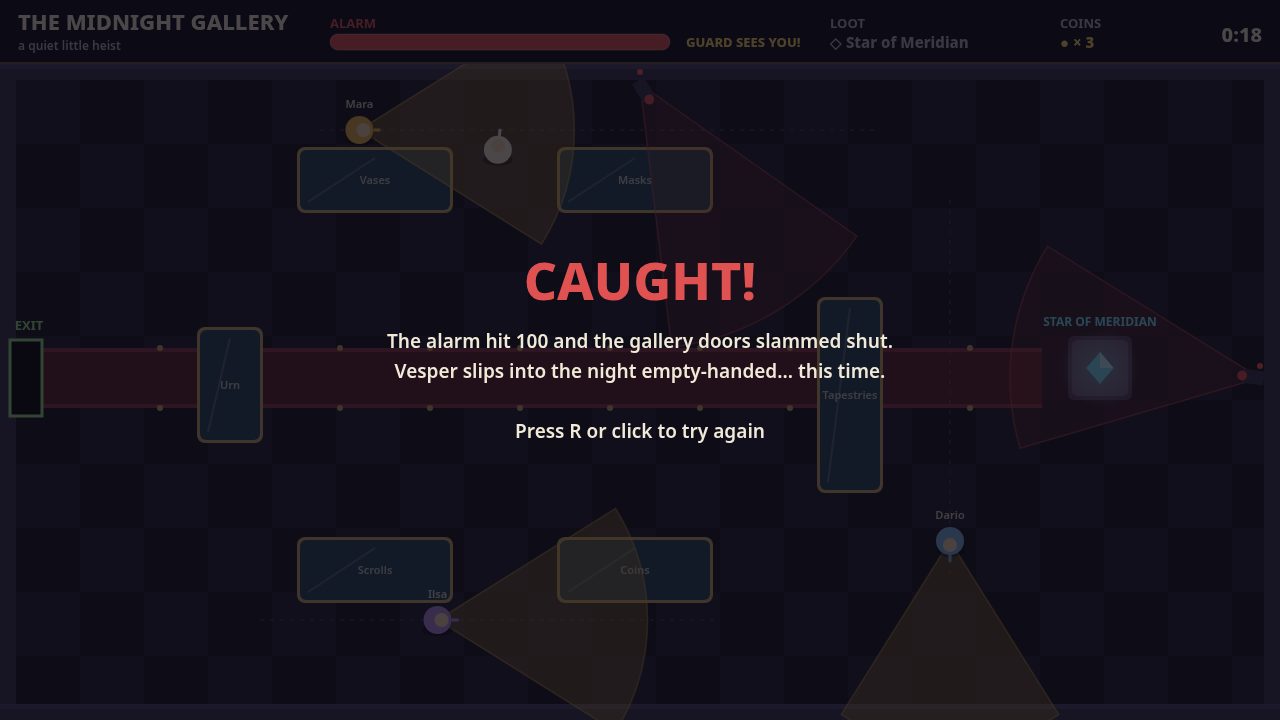 THE MIDNIGHT GALLERY
a quiet little heist
ALARM
GUARD SEES YOU!
LOOT
◇ Star of Meridian
COINS
● × 3
0:18
Mara
Vases
Masks
CAUGHT!
EXIT
STAR OF MERIDIAN
The alarm hit 100 and the gallery doors slammed shut.
Vesper slips into the night empty-handed... this time.
Urn
Tapestries
Press R or click to try again
Dario
Scrolls
Coins
Ilsa